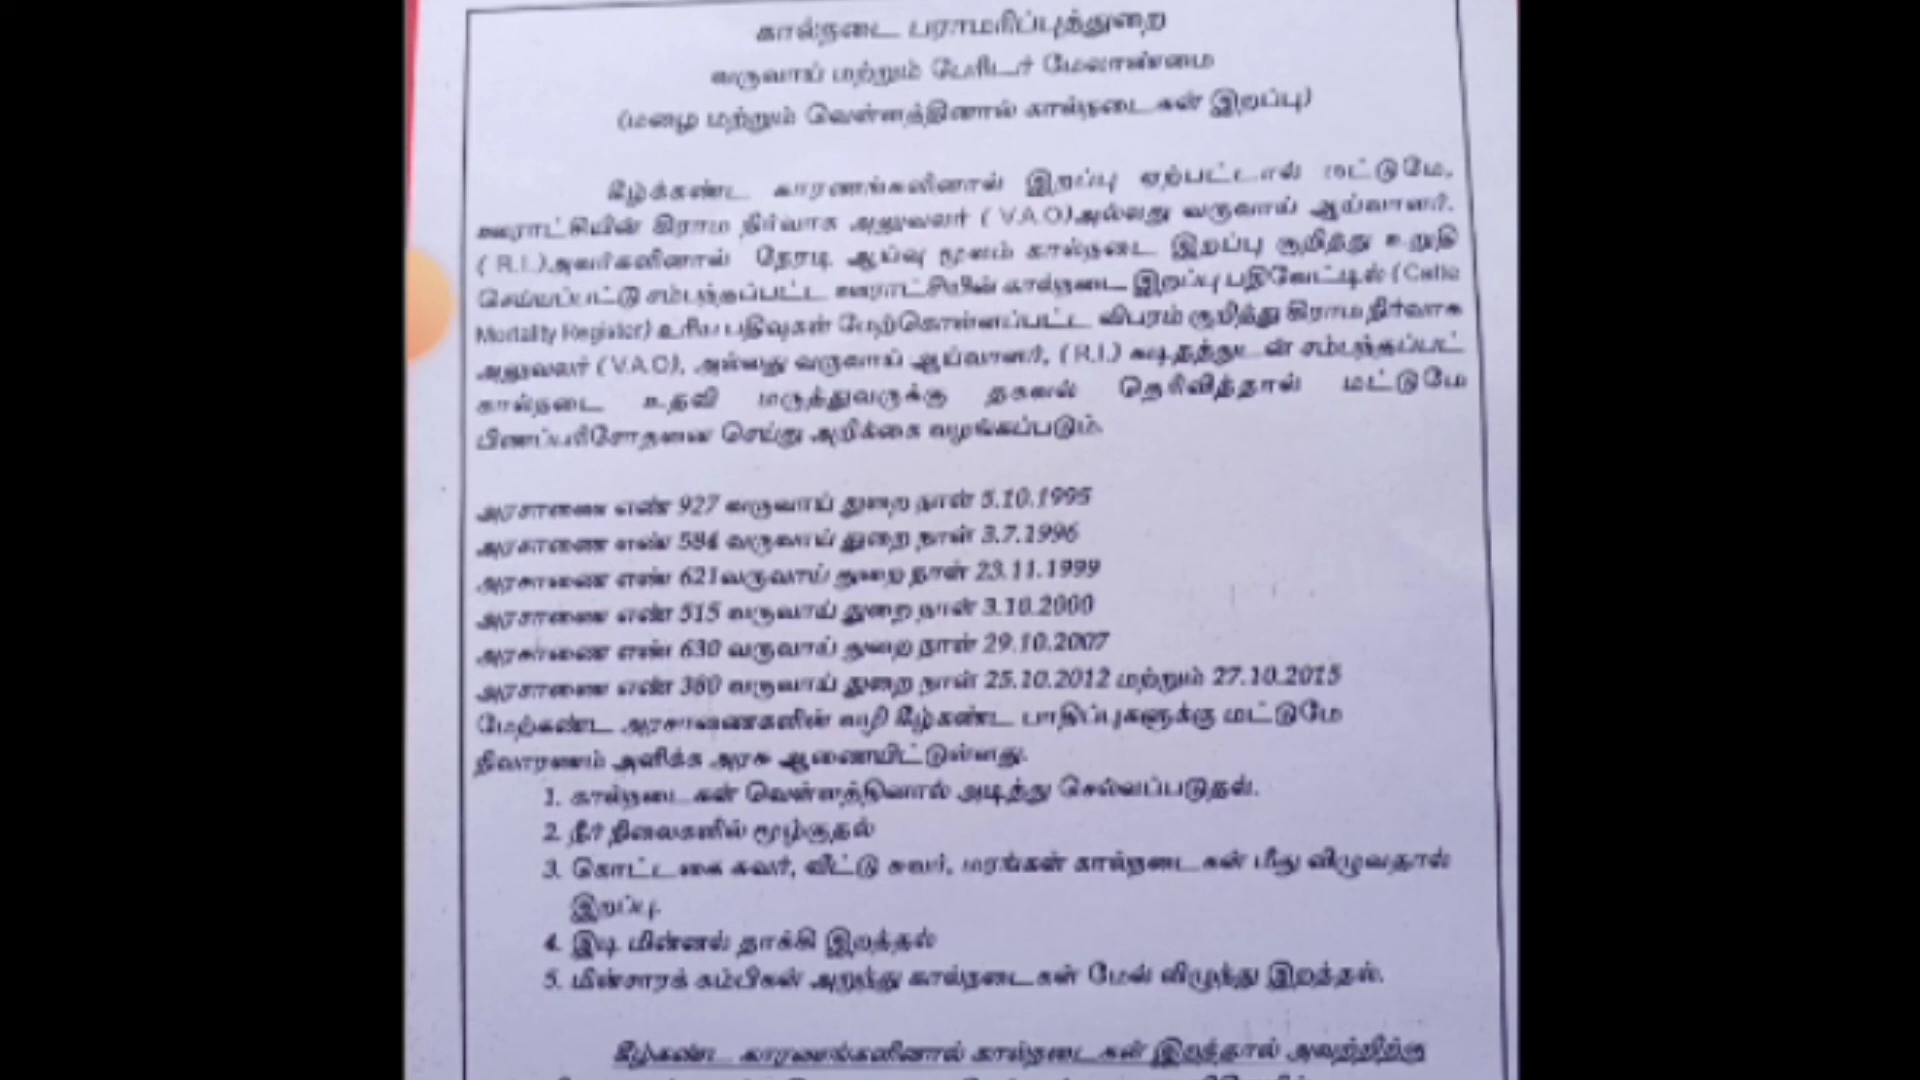 கால்நடை பராமரிப்புத்துறை
வருவாய் மற்றும் பேரிடர் மேலாண்மை
(மழை மற்றும் வெள்ளத்தினால் கால்நடைகள் இறப்பு)
கீழ்க்கண்ட காரணங்களினால் இறப்பு ஏற்பட்டால் மட்டுமே,
ஊராட்சியின் கிராம நிர்வாக அலுவலர் ( V.A.O)அல்லது வருவாய் ஆய்வாளர்,
( R.I.)அவர்களினால் நேரடி ஆய்வு மூலம் கால்நடை இறப்பு குறித்து உறுதி
செய்யப்பட்டு சம்பந்தப்பட்ட ஊராட்சியின் கால்நடை இறப்பு பதிவேட்டில் (Cattle
Mortality Register) உரிய பதிவுகள் மேற்கொள்ளப்பட்ட விபரம் குறித்து கிராம நிர்வாக
அலுவலர் ( V.A.O), அல்லது வருவாய் ஆய்வாளர், ( R.I.) கடிதத்துடன் சம்பந்தப்பட்ட
கால்நடை உதவி மருத்துவருக்கு தகவல் தெரிவித்தால் மட்டுமே
பிணப்பரிசோதனை செய்து அறிக்கை வழங்கப்படும்.
அரசாணை எண் 927 வருவாய் துறை நாள் 5.10.1995
அரசாணை எண் 584 வருவாய் துறை நாள் 3.7.1996
அரசாணை எண் 621வருவாய் துறை நாள் 23.11.1999
அரசாணை எண் 515 வருவாய் துறை நாள் 3.10.2000
அரசாணை எண் 630 வருவாய் துறை நாள் 29.10.2007
அரசாணை எண் 380 வருவாய் துறை நாள் 25.10.2012 மற்றும் 27.10.2015
மேற்கண்ட அரசாணைகளின் வழி கீழ்கண்ட பாதிப்புகளுக்கு மட்டுமே
நிவாரணம் அளிக்க அரசு ஆணையிட்டுள்ளது.
1. கால்நடைகள் வெள்ளத்தினால் அடித்து செல்லப்படுதல்.
2. நீர் நிலைகளில் மூழ்குதல்
3. கொட்டகை சுவர், வீட்டு சுவர், மரங்கள் கால்நடைகள் மீது விழுவதால்
இறப்பு.
4. இடி மின்னல் தாக்கி இறத்தல்
5. மின்சாரக் கம்பிகள் அறுந்து கால்நடைகள் மேல் விழுந்து இறத்தல்.
கீழ்கண்ட காரணங்களினால் கால்நடைகள் இறந்தால் அவற்றிற்கு